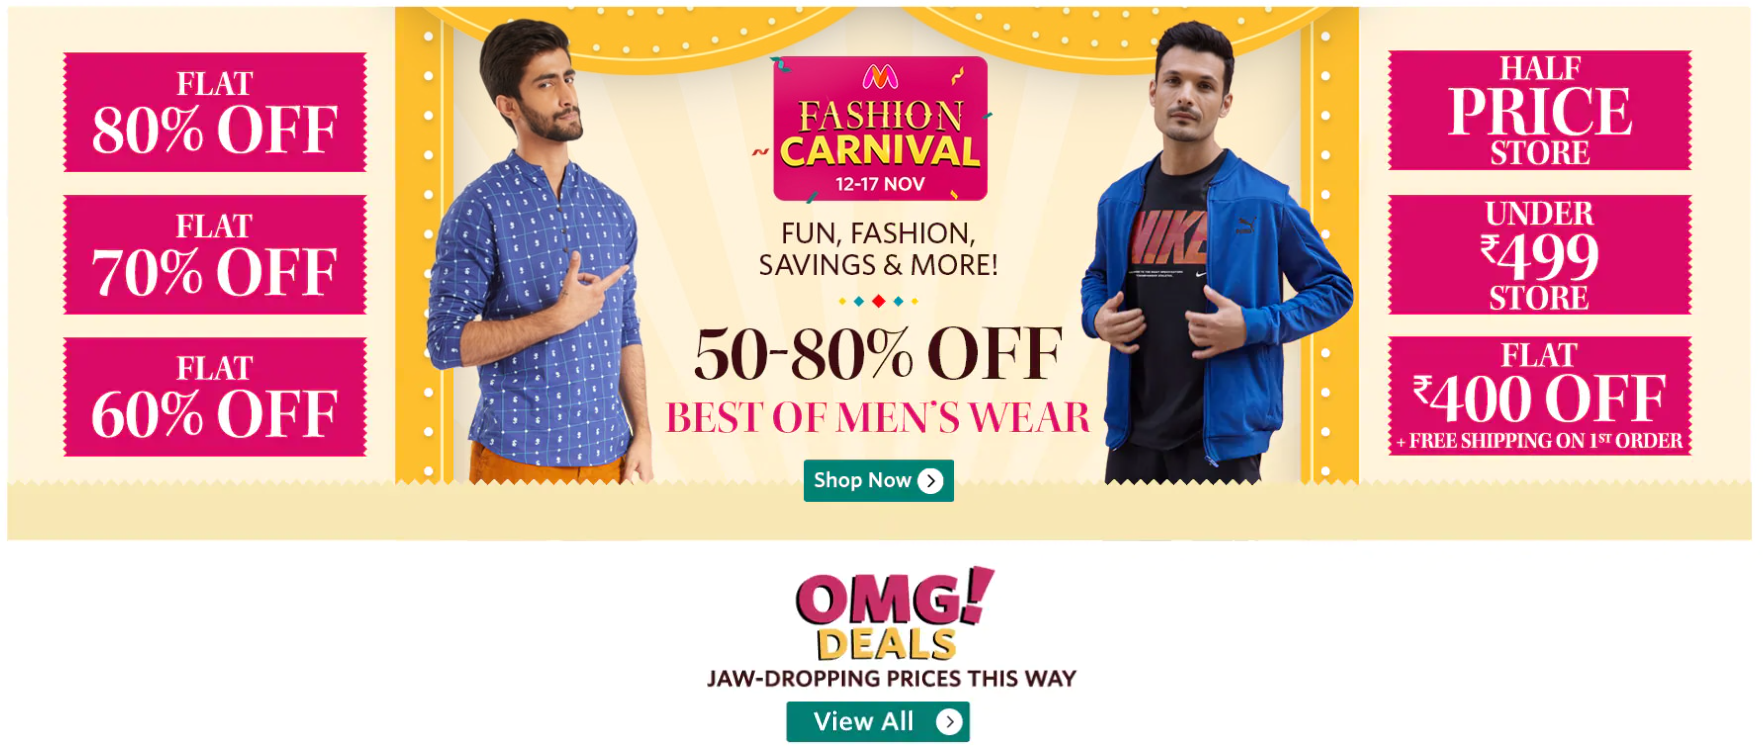 FLAT
80% OFF
FLAT
70% OFF
FLAT
60% OFF
FASHION
CARNIVAL
12-17 NOV
FUN, FASHION,
SAVINGS & MORE!
50-80% OFF
BEST OF MEN'S WEAR
Shop Now
NIKE
HALF
PRICE
STORE
UNDER
₹499
STORE
FLAT
₹400 OFF
+ FREE SHIPPING ON 1ST ORDER
OMG!
DEALS
JAW-DROPPING PRICES THIS WAY
View All